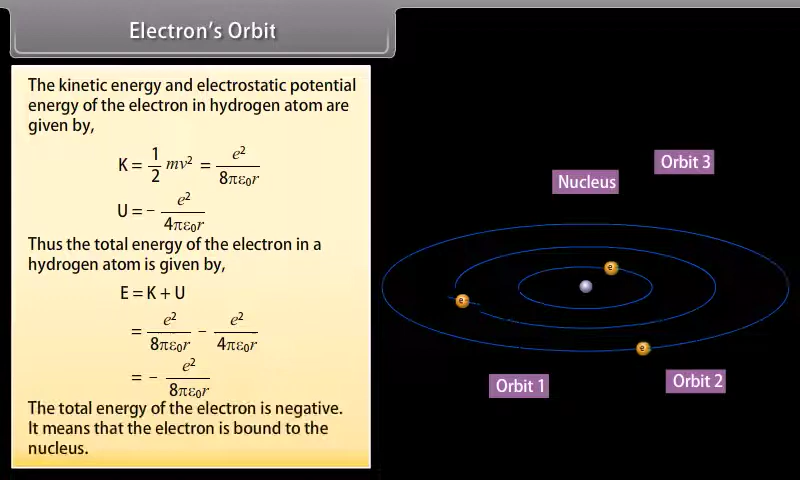 Electron's Orbit
The kinetic energy and electrostatic potential
energy of the electron in hydrogen atom are
given by,
K = 1/2 mv² = e²/8πε₀r
U = – e²/4πε₀r
Thus the total energy of the electron in a
hydrogen atom is given by,
E = K + U
= e²/8πε₀r – e²/4πε₀r
= – e²/8πε₀r
The total energy of the electron is negative.
It means that the electron is bound to the
nucleus.
Orbit 3
Nucleus
e⁻
e⁻
e⁻
Orbit 1
Orbit 2